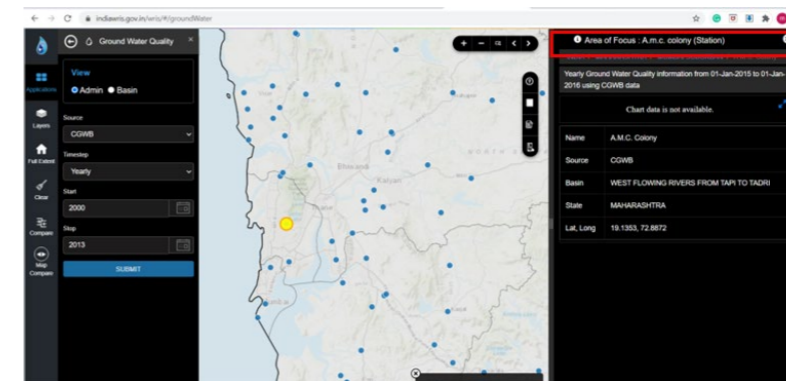 indiawris.gov.in/wris/#/groundWater
Ground Water Quality
Applications
Layers
Full Extent
Clear
Compare
Map
Compare
View
Admin
Basin
Source
CGWB
Timestep
Yearly
Start
2000
Stop
2013
SUBMIT
Bhiwandi
Kalyan
Area of Focus : A.m.c. colony (Station)
Yearly Ground Water Quality information from 01-Jan-2015 to 01-Jan-
2016 using CGWB data
Chart data is not available.
Name A.M.C. Colony
Source CGWB
Basin WEST FLOWING RIVERS FROM TAPI TO TADRI
State MAHARASHTRA
Lat, Long 19.1353, 72.8872